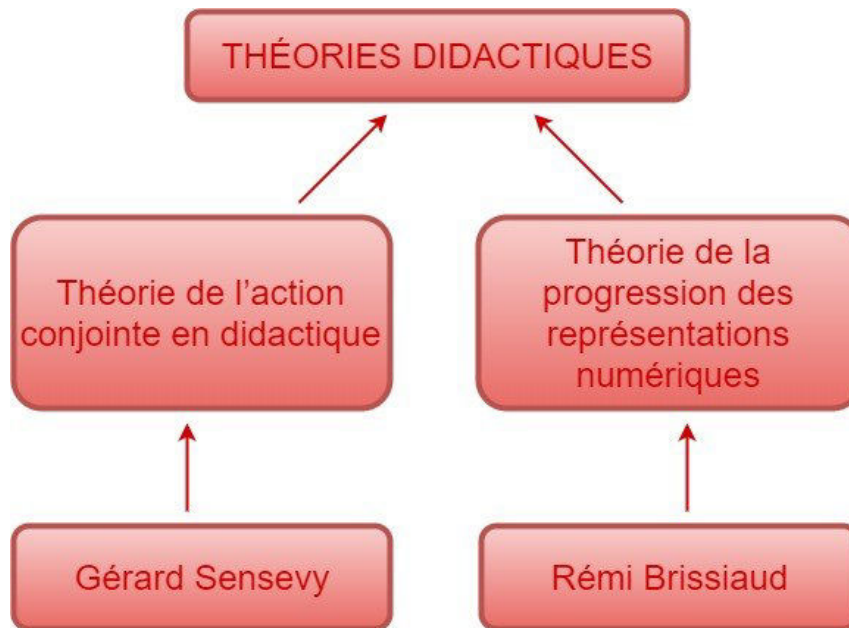 THÉORIES DIDACTIQUES
Théorie de l'action
conjointe en didactique
Théorie de la
progression des
représentations
numériques
Gérard Sensevy
Rémi Brissiaud